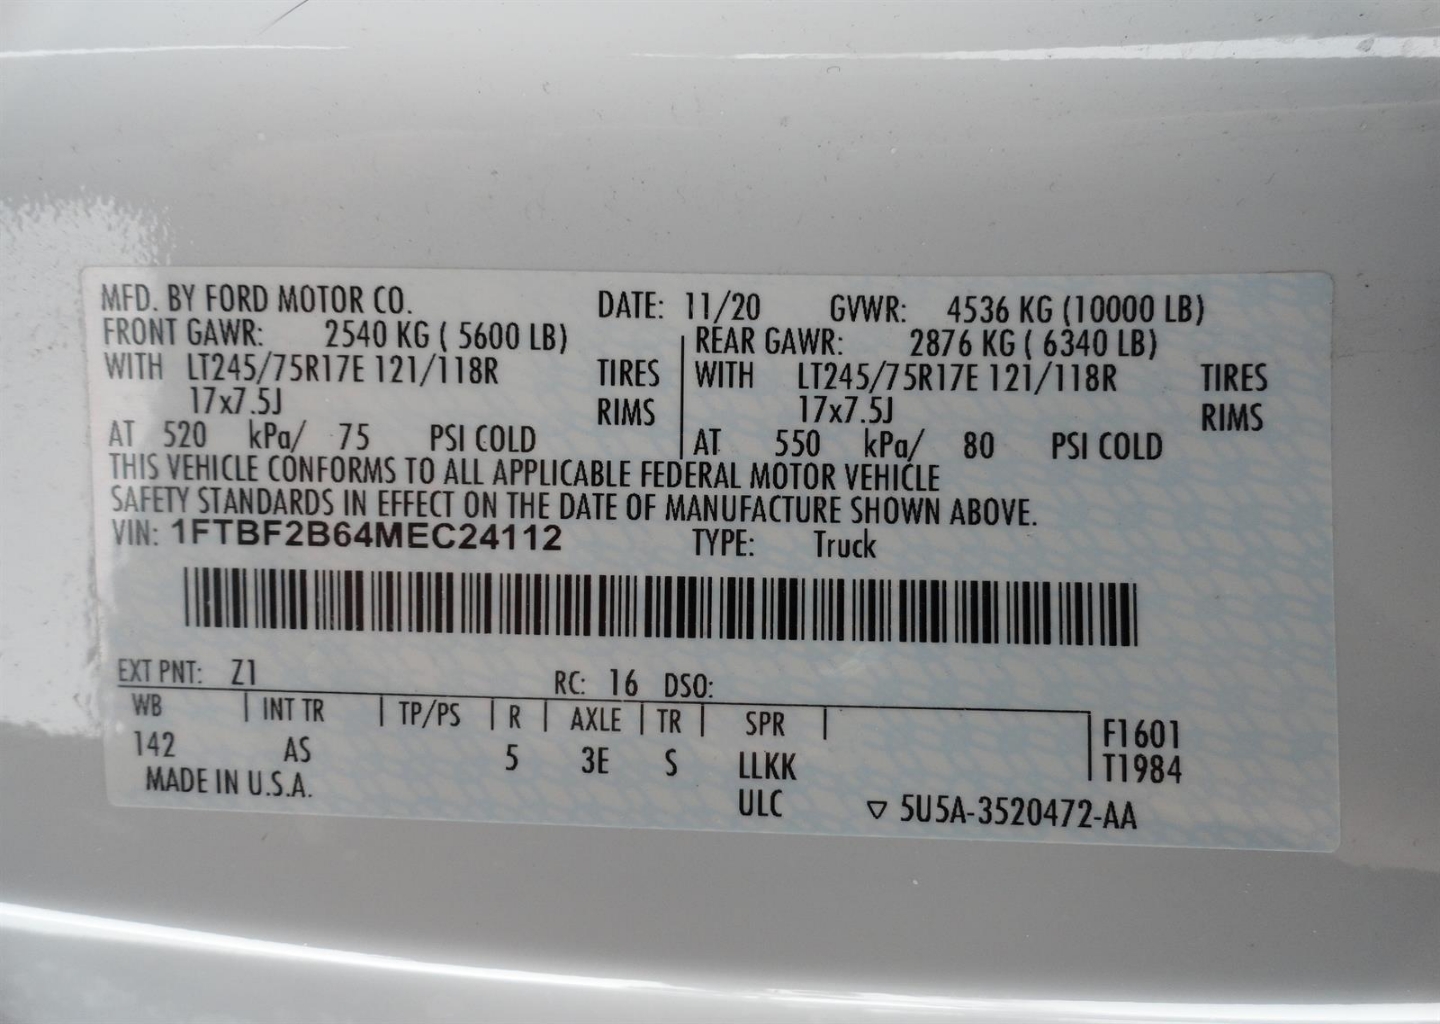 MFD. BY FORD MOTOR CO. DATE: 11/20 GVWR: 4536 KG (10000 LB)
FRONT GAWR: 2540 KG ( 5600 LB) REAR GAWR: 2876 KG ( 6340 LB)
WITH LT245/75R17E 121/118R TIRES WITH LT245/75R17E 121/118R TIRES
17x7.5J RIMS 17x7.5J RIMS
AT 520 kPa/ 75 PSI COLD AT 550 kPa/ 80 PSI COLD
THIS VEHICLE CONFORMS TO ALL APPLICABLE FEDERAL MOTOR VEHICLE
SAFETY STANDARDS IN EFFECT ON THE DATE OF MANUFACTURE SHOWN ABOVE.
VIN: 1FTBF2B64MEC24112 TYPE: Truck
EXT PNT: Z1 RC: 16 DSO:
WB INT TR TP/PS R AXLE TR SPR F1601
142 AS 5 3E S LLKK T1984
MADE IN U.S.A. ULC ▽ 5U5A-3520472-AA